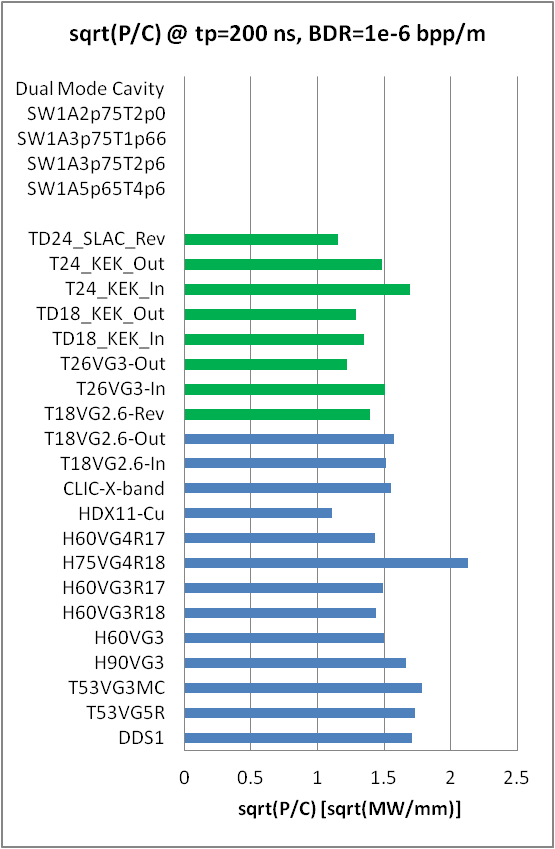 sqrt(P/C) @ tp=200 ns, BDR=1e-6 bpp/m
Dual Mode Cavity
SW1A2p75T2p0
SW1A3p75T1p66
SW1A3p75T2p6
SW1A5p65T4p6
TD24_SLAC_Rev
T24_KEK_Out
T24_KEK_In
TD18_KEK_Out
TD18_KEK_In
T26VG3-Out
T26VG3-In
T18VG2.6-Rev
T18VG2.6-Out
T18VG2.6-In
CLIC-X-band
HDX11-Cu
H60VG4R17
H75VG4R18
H60VG3R17
H60VG3R18
H60VG3
H90VG3
T53VG3MC
T53VG5R
DDS1
0 0.5 1 1.5 2 2.5
sqrt(P/C) [sqrt(MW/mm)]